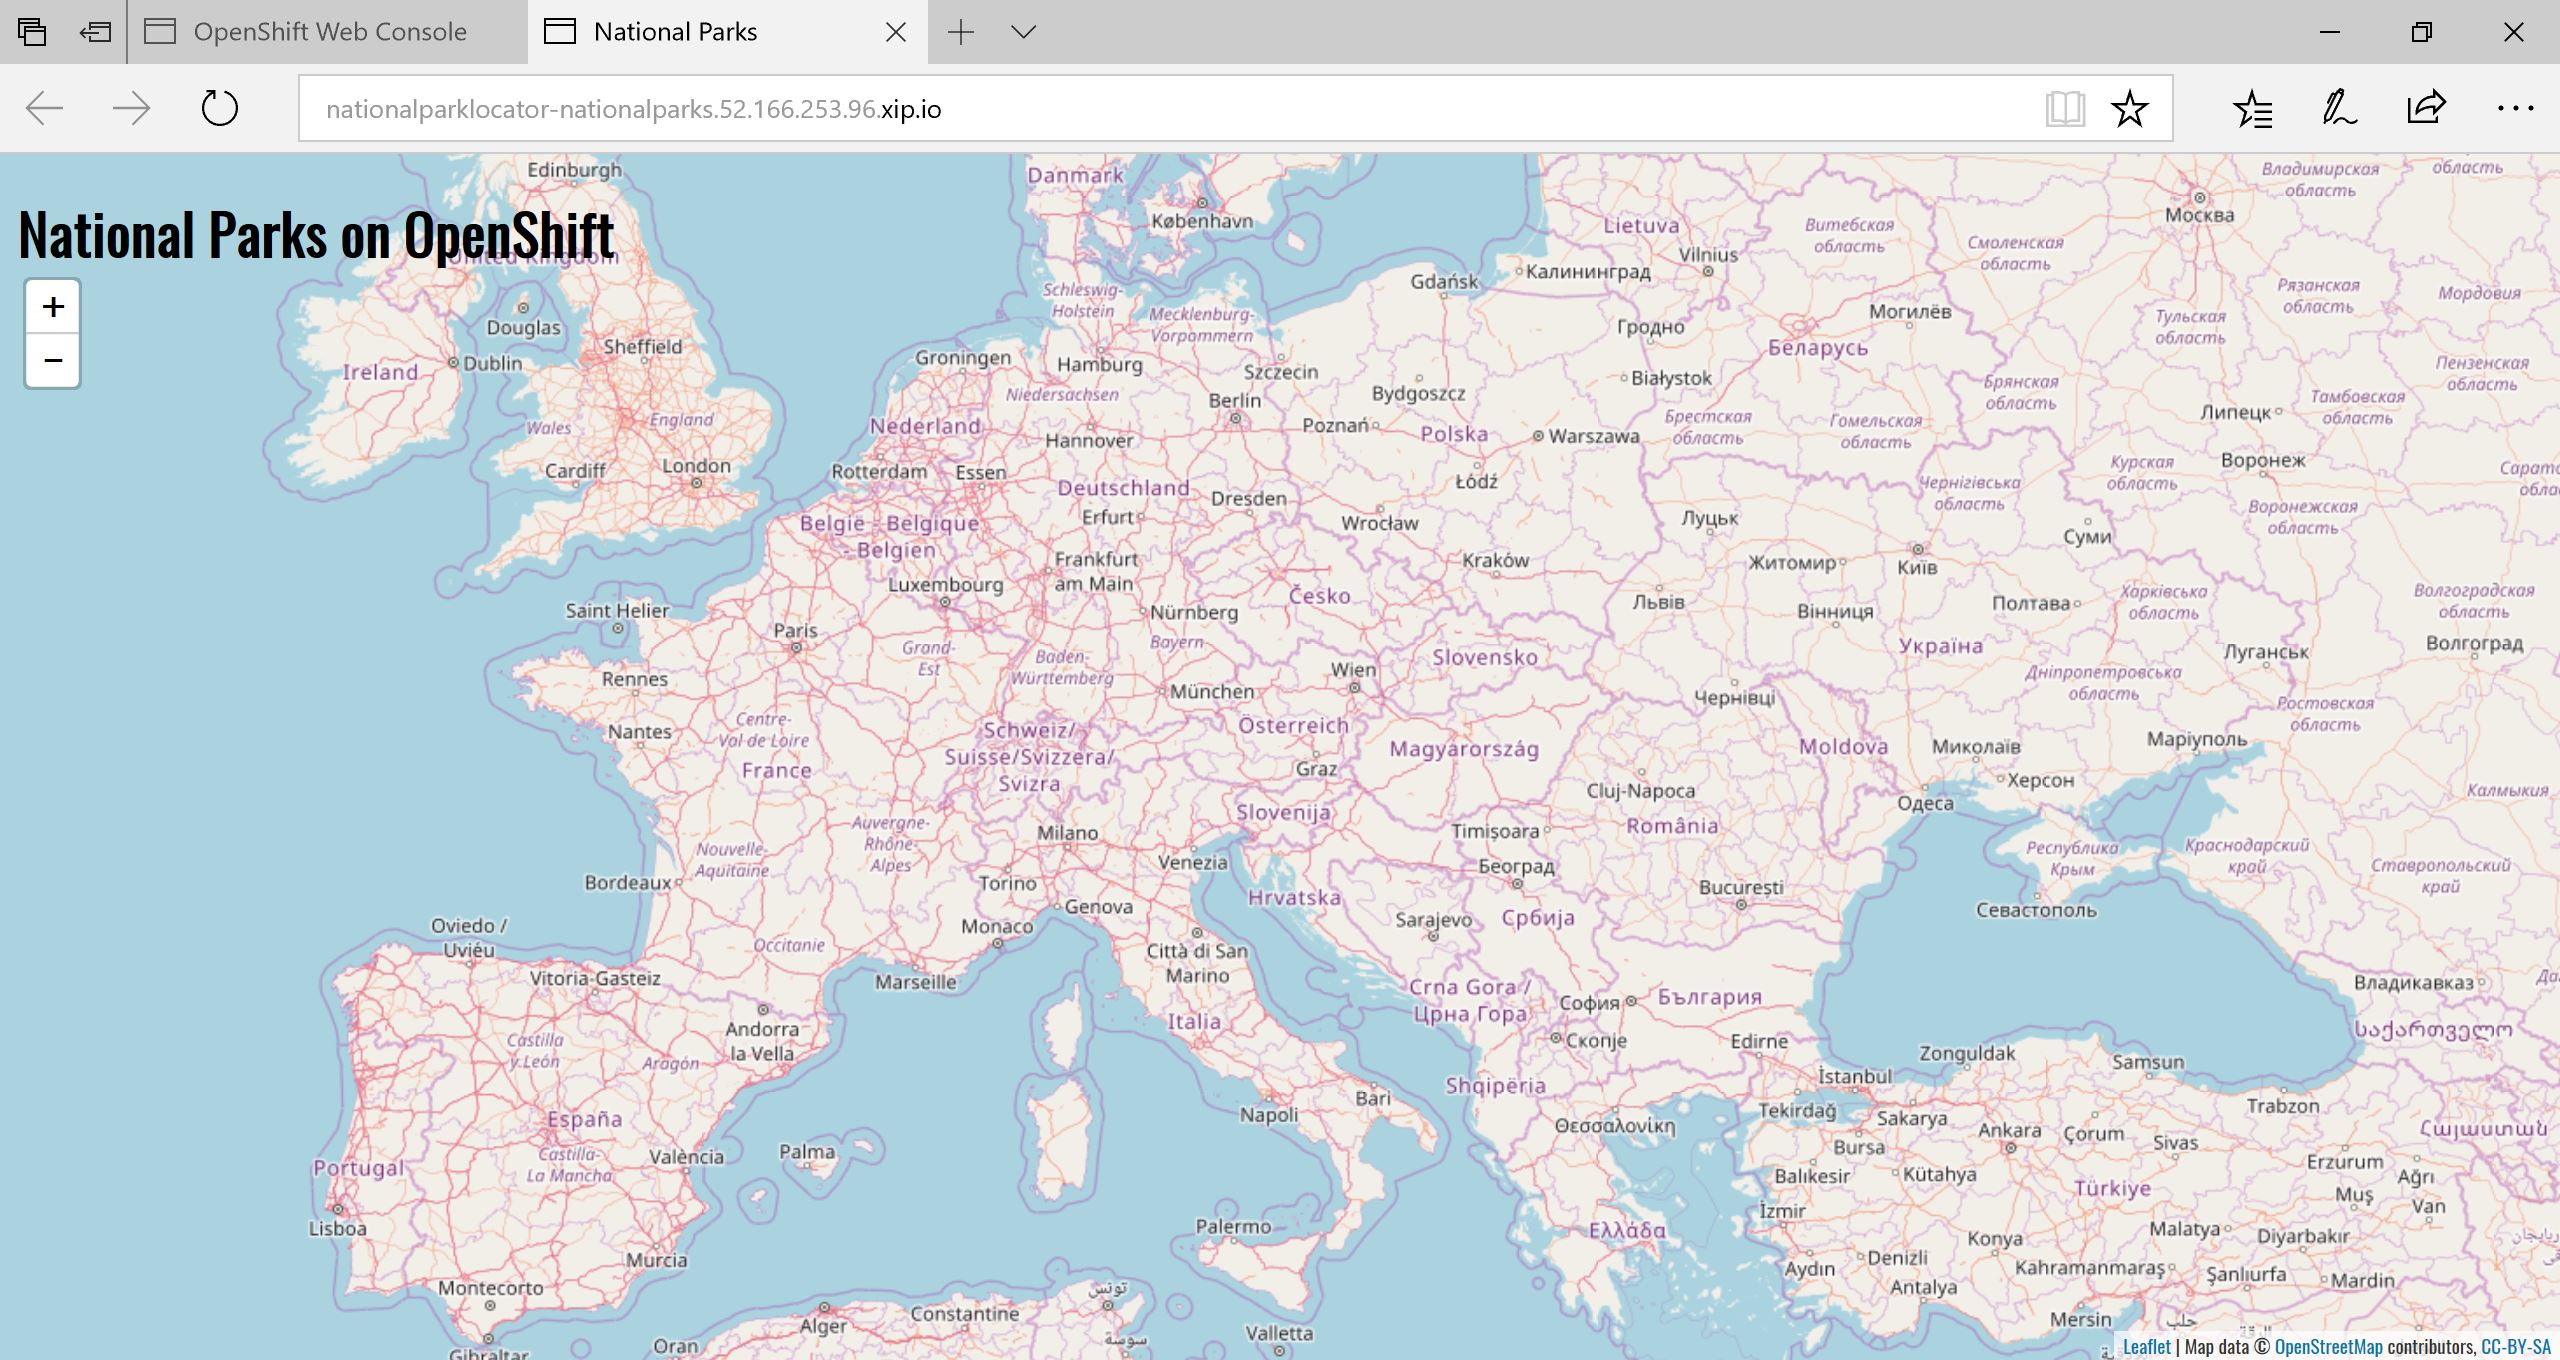 OpenShift Web Console
National Parks
nationalparklocator-nationalparks.52.166.253.96.xip.io
National Parks on OpenShift
+
−
Edinburgh
Danmark
København
Lietuva
Vilnius
Витебская
область
Смоленская
область
Москва
Владимирская
область
область
United Kingdom
Калининград
Gdańsk
Рязанская
область
Мордовия
Schleswig-
Holstein
Mecklenburg-
Vorpommern
Douglas
Гродно
Могилёв
Тульская
область
Sheffield
Беларусь
Dublin
Ireland
Groningen
Hamburg
Szczecin
Bydgoszcz
Białystok
Брянская
область
Пензенская
область
Niedersachsen
Berlin
Тамбовская
область
Липецк
Wales
England
Nederland
Hannover
Poznań
Polska
Warszawa
Брестская
область
Гомельская
область
Cardiff
London
Rotterdam
Essen
Łódź
Курская
область
Воронеж
Deutschland
Dresden
Чернігівська
область
Воронежская
область
België - Belgique
- Belgien
Erfurt
Wrocław
Луцьк
Суми
Frankfurt
am Main
Kraków
Житомир
Київ
Luxembourg
Česko
Львів
Вінниця
Полтава
Харківська
область
Волгоградская
область
Saint Helier
Nürnberg
Paris
Grand-
Est
Bayern
Baden-
Württemberg
Slovensko
Україна
Луганськ
Волгоград
Rennes
Wien
München
Чернівці
Дніпропетровська
область
Ростовская
область
Nantes
Centre-
Val de Loire
France
Schweiz/
Suisse/Svizzera/
Svizra
Österreich
Magyarország
Moldova
Миколаїв
Маріуполь
Graz
Херсон
Cluj-Napoca
Одеса
Калмыкия
Slovenija
Auvergne-
Rhône-
Alpes
Milano
Timișoara
România
Nouvelle-
Aquitaine
Venezia
Београд
Республика
Крым
Краснодарский
край
Ставропольский
край
Bordeaux
Torino
Hrvatska
București
Genova
Monaco
Sarajevo
Србија
Севастополь
Oviedo /
Uviéu
Occitanie
Città di San
Marino
Vitoria-Gasteiz
Marseille
Crna Gora /
Црна Гора
София
България
Владикавказ
Andorra
la Vella
Italia
საქართველო
Castilla
y León
Aragón
Скопје
Edirne
Zonguldak
Samsun
Shqipëria
İstanbul
Napoli
Bari
Tekirdağ
Sakarya
Trabzon
España
Θεσσαλονίκη
Ankara
Çorum
Sivas
Հայաստան
Castilla-
La Mancha
València
Palma
Bursa
Erzurum
Ağrı
Portugal
Balıkesir
Kütahya
Türkiye
Muş
Van
Lisboa
Palermo
Ελλάδα
İzmir
Malatya
Diyarbakır
Murcia
Denizli
Konya
Aydın
Kahramanmaraş
Şanlıurfa
Mardin
Montecorto
تونس
Antalya
Constantine
Alger
Mersin
حلب
Oran
سوسة
Valletta
Gibraltar
Leaflet | Map data © OpenStreetMap contributors, CC-BY-SA